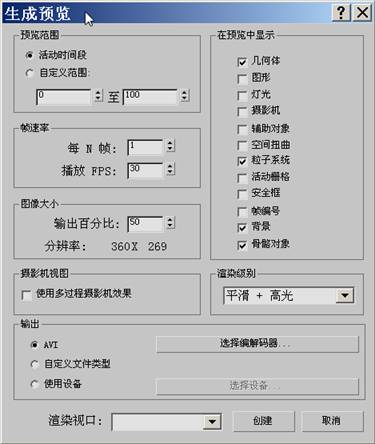 生成预览
预览范围
活动时间段
自定义范围:
0 至 100
帧速率
每 N 帧: 1
播放 FPS: 30
图像大小
输出百分比: 50
分辨率: 360X 269
摄影机视图
使用多过程摄影机效果
在预览中显示
几何体
图形
灯光
摄影机
辅助对象
空间扭曲
粒子系统
活动栅格
安全框
帧编号
背景
骨骼对象
渲染级别
平滑 + 高光
输出
AVI
选择编解码器...
自定义文件类型
使用设备
选择设备...
渲染视口:
创建
取消